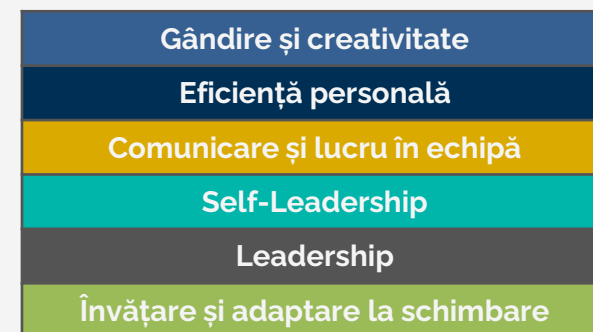 Gândire și creativitate
Eficiență personală
Comunicare și lucru în echipă
Self-Leadership
Leadership
Învățare și adaptare la schimbare